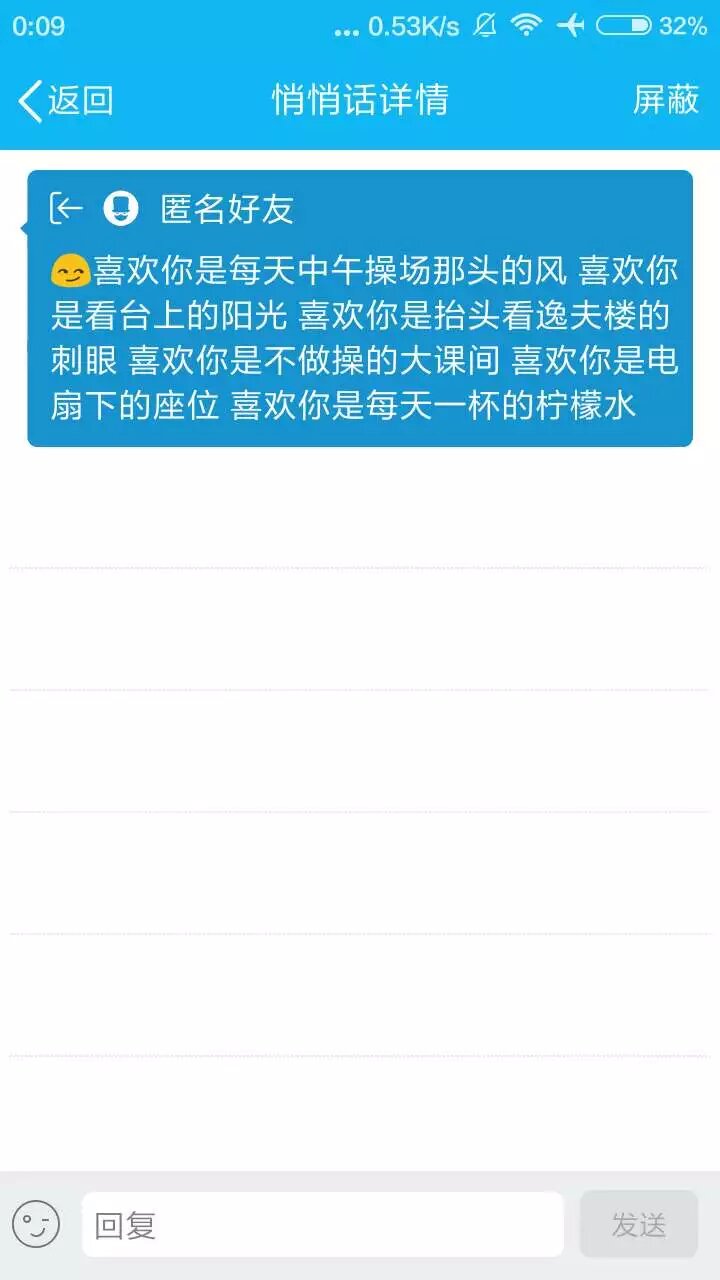 0:09 ... 0.53K/s 32%
返回 悄悄话详情 屏蔽
匿名好友
😏喜欢你是每天中午操场那头的风 喜欢你
是看台上的阳光 喜欢你是抬头看逸夫楼的
刺眼 喜欢你是不做操的大课间 喜欢你是电
扇下的座位 喜欢你是每天一杯的柠檬水
回复 发送